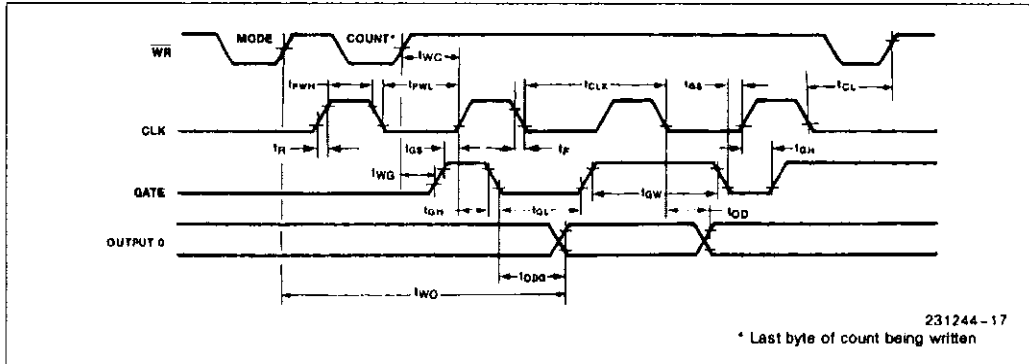 MODE COUNT*
WR
tWC
tPWH tPWL tCLK tGS tCL
CLK
tR tGS tF tGH
tWG
GATE
tGH tGL tGW
tOD
OUTPUT O
tODG
tWO
231244-17
* Last byte of count being written